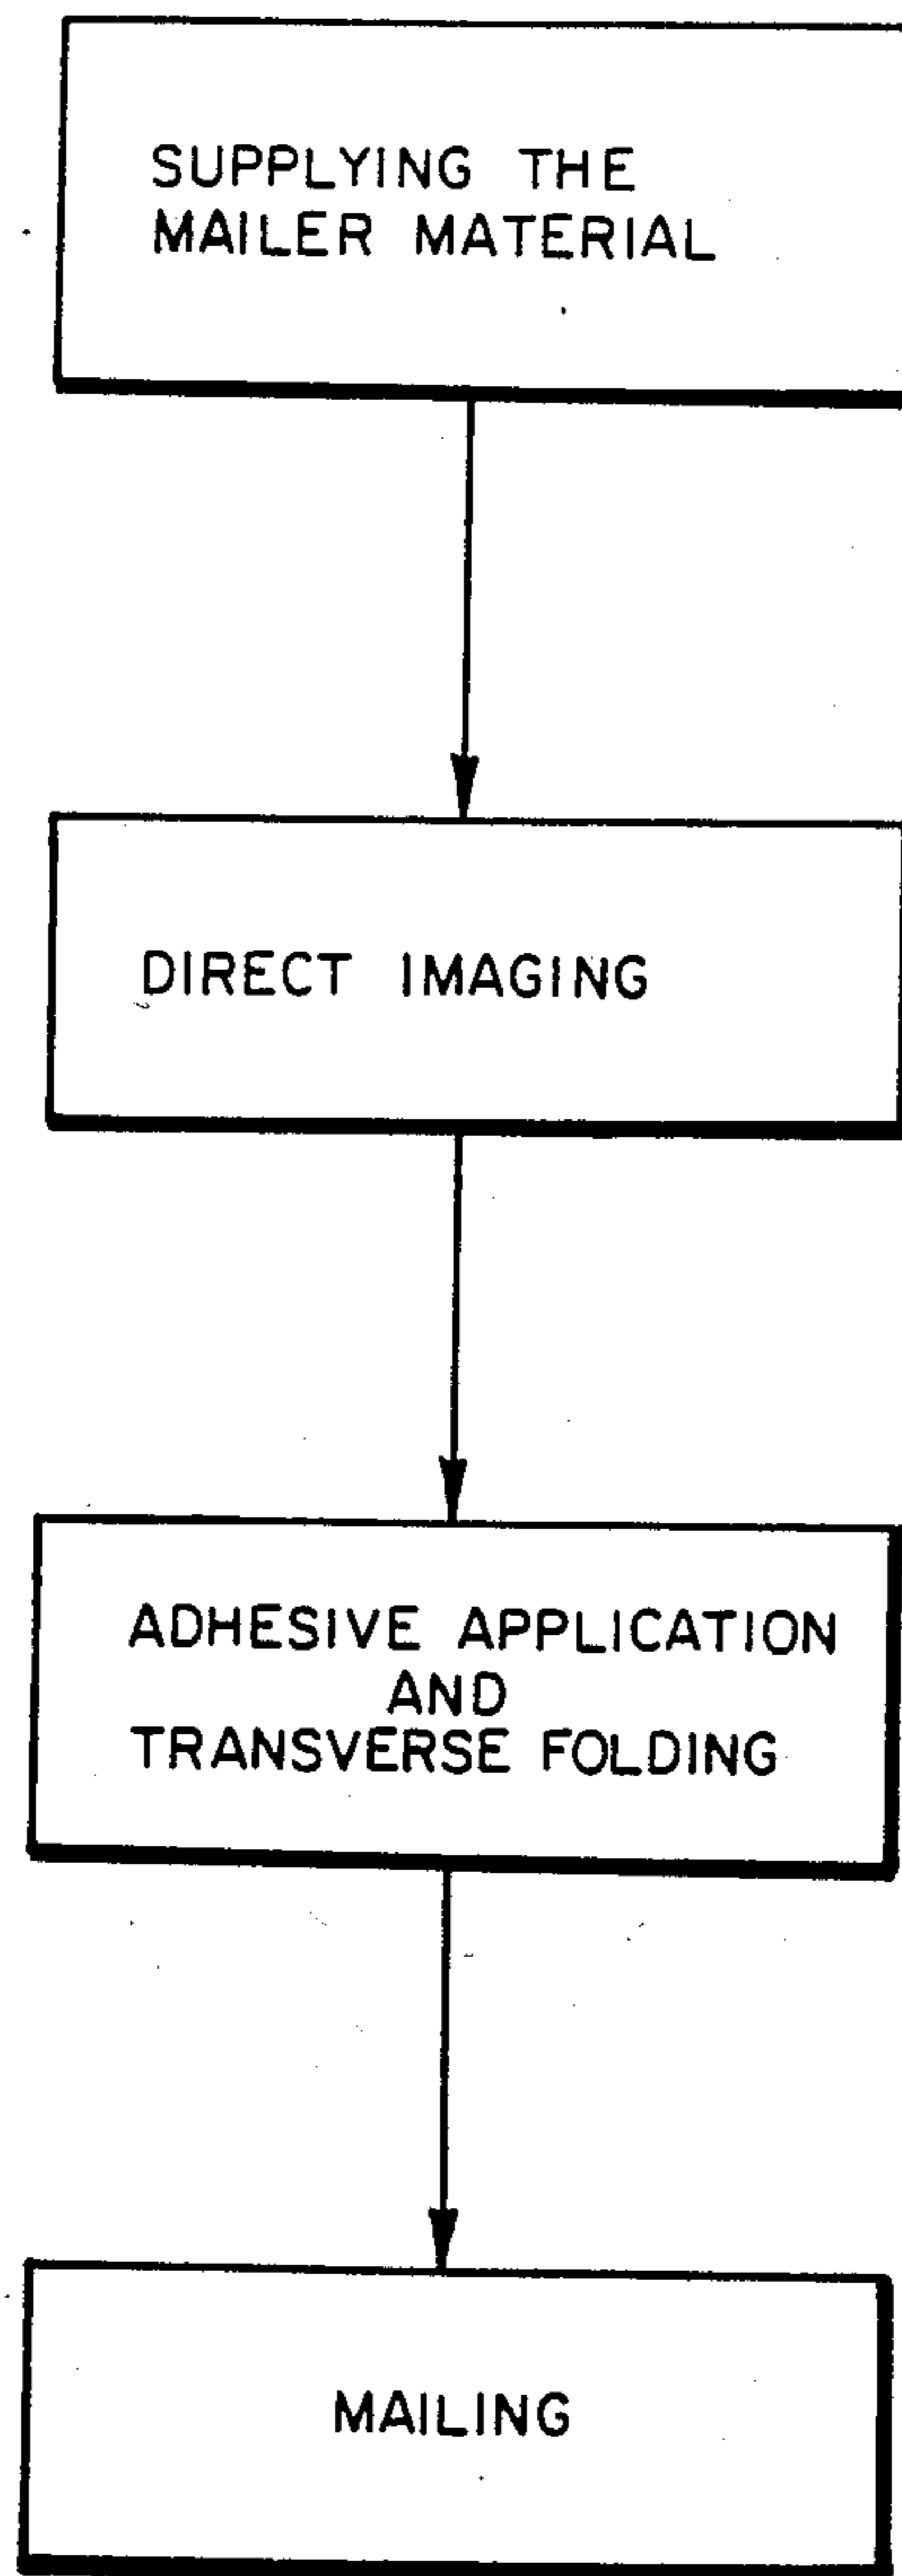 SUPPLYING THE
MAILER MATERIAL
DIRECT IMAGING
ADHESIVE APPLICATION
AND
TRANSVERSE FOLDING
MAILING